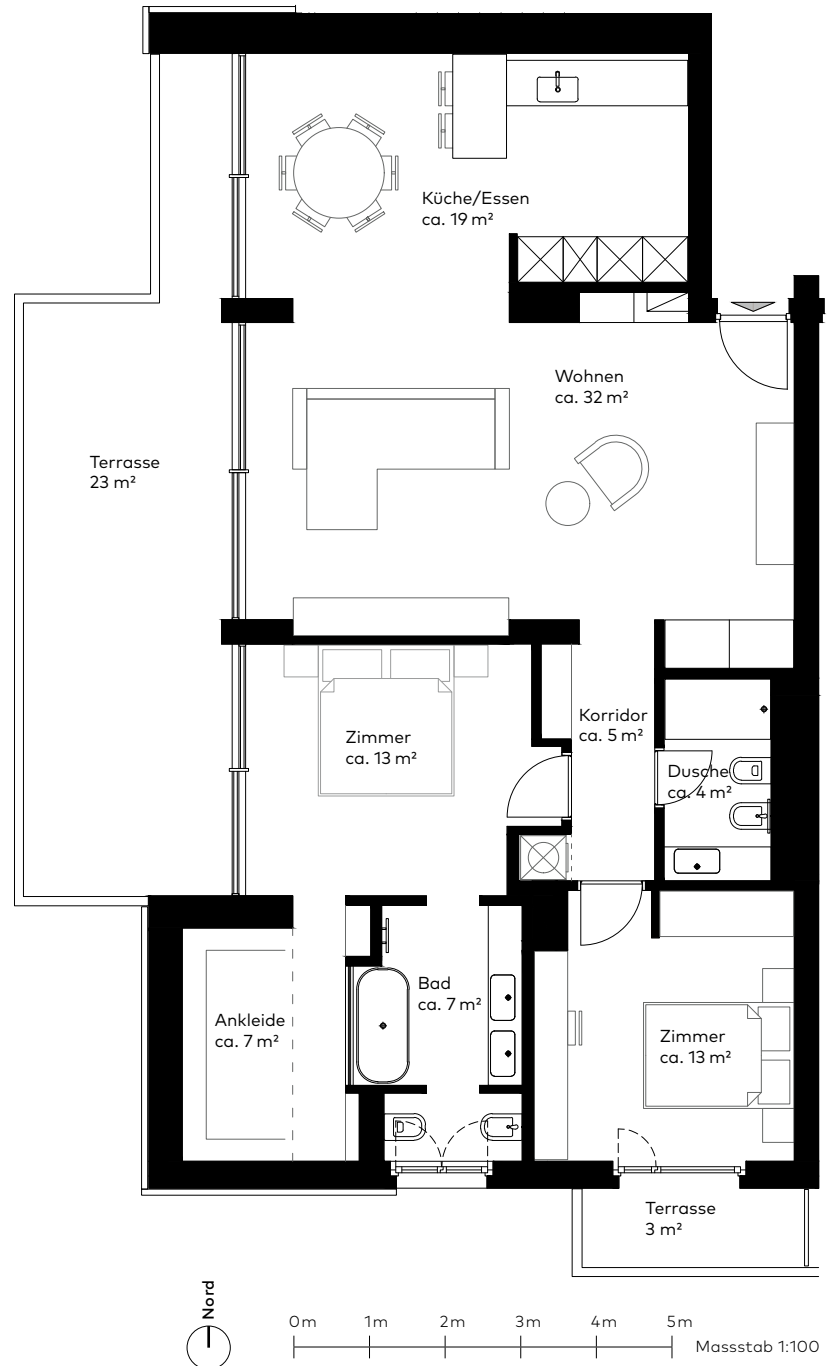 Küche/Essen
ca. 19 m²
Wohnen
ca. 32 m²
Terrasse
23 m²
Zimmer
ca. 13 m²
Korridor
ca. 5 m²
Dusche
ca. 4 m²
Bad
ca. 7 m²
Ankleide
ca. 7 m²
Zimmer
ca. 13 m²
Terrasse
3 m²
Nord
0m 1m 2m 3m 4m 5m
Massstab 1:100